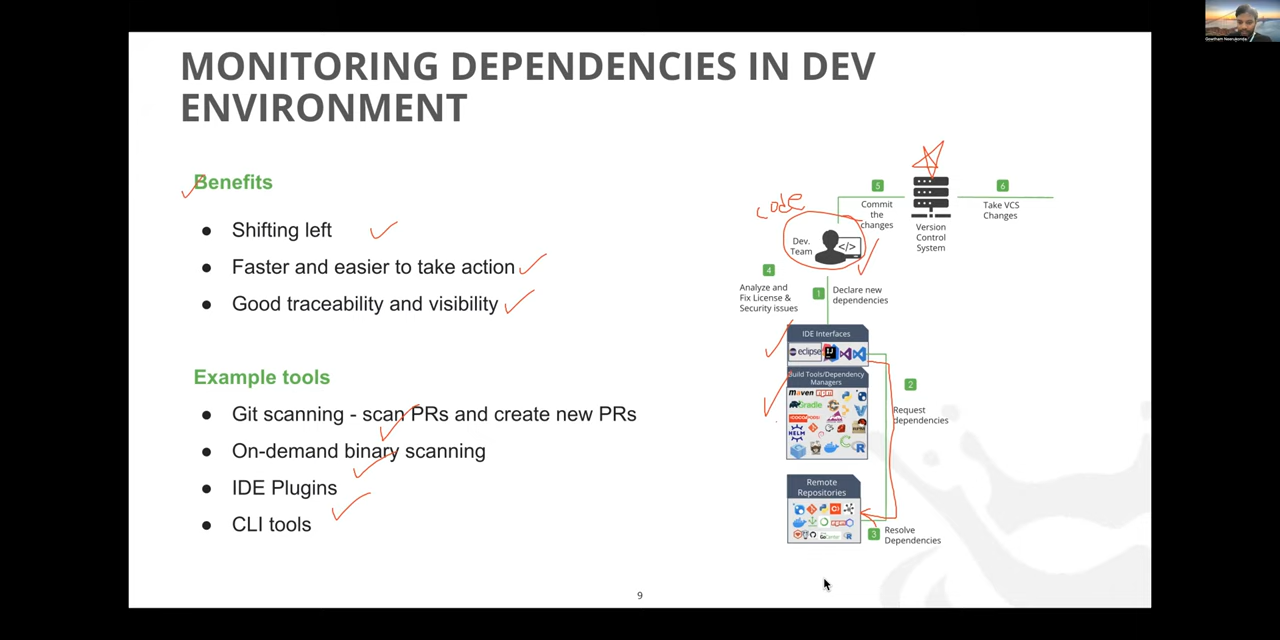 MONITORING DEPENDENCIES IN DEV
ENVIRONMENT
Benefits
● Shifting left
● Faster and easier to take action
● Good traceability and visibility
Example tools
● Git scanning - scan PRs and create new PRs
● On-demand binary scanning
● IDE Plugins
● CLI tools
code
5
Commit
the
changes
6
Take VCS
Changes
Version
Control
System
Dev.
Team
</>
4
Analyze and
Fix License &
Security issues
1
Declare new
dependencies
IDE Interfaces
eclipse
IJ
Build Tools/Dependency
Managers
Maven npm
Gradle
HELM
R
2
Request
dependencies
Remote
Repositories
npm
GoCenter
R
3
Resolve
Dependencies
9